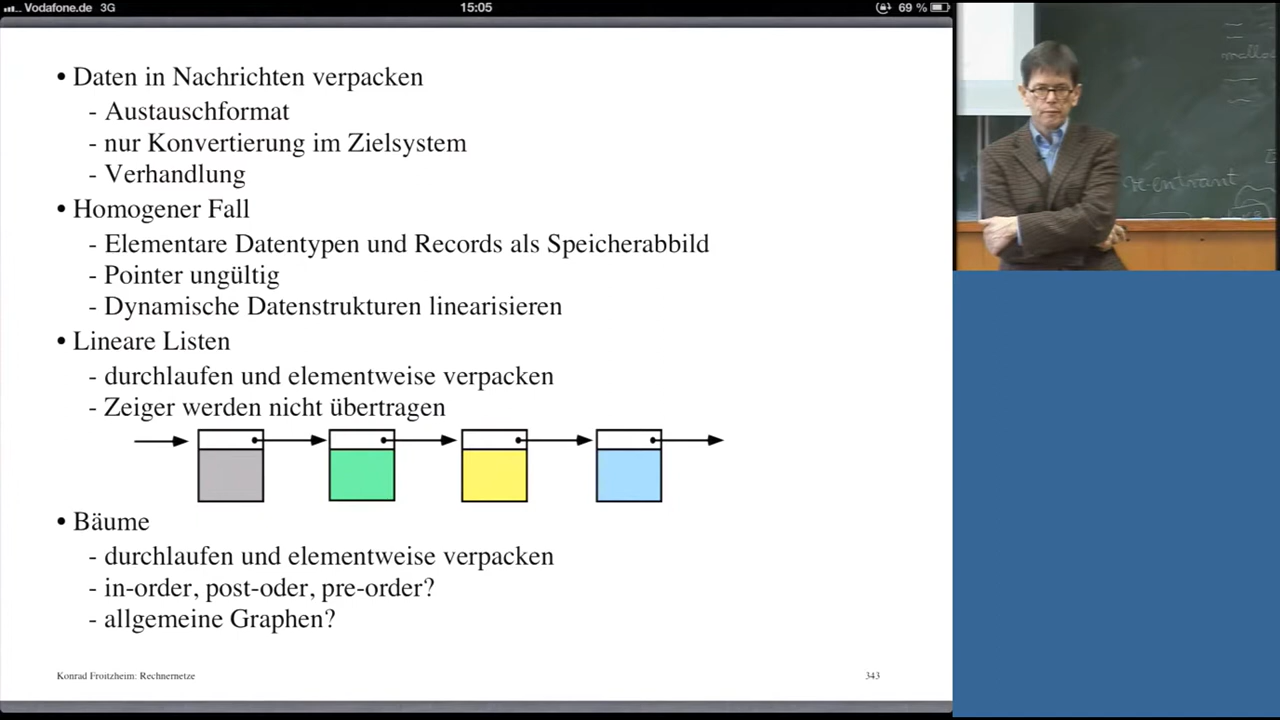 Vodafone.de 3G 15:05 69 %
• Daten in Nachrichten verpacken
- Austauschformat
- nur Konvertierung im Zielsystem
- Verhandlung
• Homogener Fall
- Elementare Datentypen und Records als Speicherabbild
- Pointer ungültig
- Dynamische Datenstrukturen linearisieren
• Lineare Listen
- durchlaufen und elementweise verpacken
- Zeiger werden nicht übertragen
• Bäume
- durchlaufen und elementweise verpacken
- in-order, post-oder, pre-order?
- allgemeine Graphen?
Konrad Froitzheim: Rechnernetze 343
re-entrant